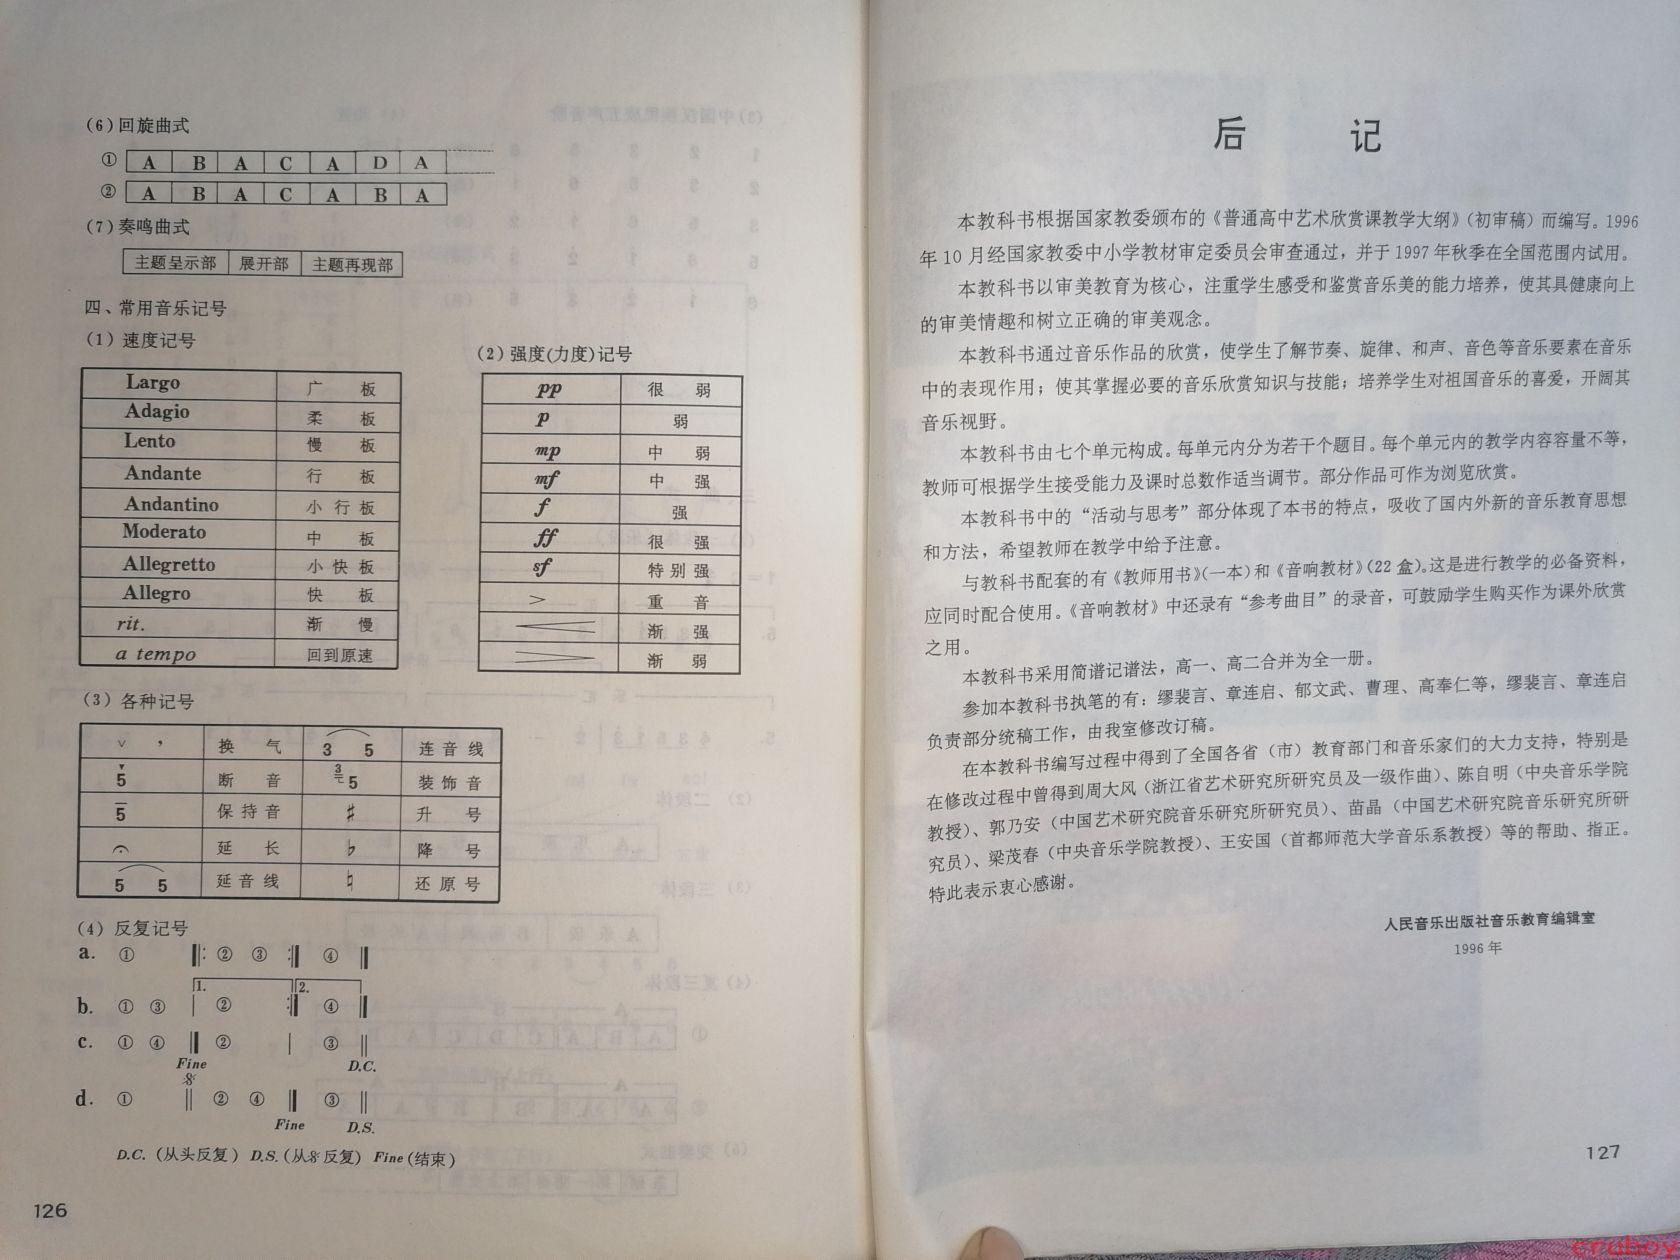 (6)回旋曲式
① A B A C A D A
② A B A C A B A
(7)奏鸣曲式
主题呈示部 展开部 主题再现部
四、常用音乐记号
(1)速度记号
Largo 广板
Adagio 柔板
Lento 慢板
Andante 行板
Andantino 小行板
Moderato 中板
Allegretto 小快板
Allegro 快板
rit. 渐慢
a tempo 回到原速
(2)强度(力度)记号
pp 很弱
p 弱
mp 中弱
mf 中强
f 强
ff 很强
sf 特别强
> 重音
渐强
渐弱
(3)各种记号
∨ , 换气 3 5 连音线
5 断音 3 5 装饰音
5 保持音 ♯ 升号
延长 ♭ 降号
5 5 延音线 ♮ 还原号
(4)反复记号
a. ① ② ③ ④
1. 2.
b. ① ③ ② ④
c. ① ④ ② ③
Fine D.C.
d. ① ② ④ ③
Fine D.S.
D.C.(从头反复) D.S.(从𝄋反复) Fine(结束)
126
后记
本教科书根据国家教委颁布的《普通高中艺术欣赏课教学大纲》(初审稿)而编写。1996
年10月经国家教委中小学教材审定委员会审查通过，并于1997年秋季在全国范围内试用。
本教科书以审美教育为核心，注重学生感受和鉴赏音乐美的能力培养，使其具健康向上
的审美情趣和树立正确的审美观念。
本教科书通过音乐作品的欣赏，使学生了解节奏、旋律、和声、音色等音乐要素在音乐
中的表现作用；使其掌握必要的音乐欣赏知识与技能；培养学生对祖国音乐的喜爱，开阔其
音乐视野。
本教科书由七个单元构成。每单元内分为若干个题目。每个单元内的教学内容容量不等，
教师可根据学生接受能力及课时总数作适当调节。部分作品可作为浏览欣赏。
本教科书中的“活动与思考”部分体现了本书的特点，吸收了国内外新的音乐教育思想
和方法，希望教师在教学中给予注意。
与教科书配套的有《教师用书》(一本)和《音响教材》(22盒)。这是进行教学的必备资料，
应同时配合使用。《音响教材》中还录有“参考曲目”的录音，可鼓励学生购买作为课外欣赏
之用。
本教科书采用简谱记谱法，高一、高二合并为全一册。
参加本教科书执笔的有：缪裴言、章连启、郁文武、曹理、高奉仁等，缪裴言、章连启
负责部分统稿工作，由我室修改订稿。
在本教科书编写过程中得到了全国各省（市）教育部门和音乐家们的大力支持，特别是
在修改过程中曾得到周大风（浙江省艺术研究所研究员及一级作曲）、陈自明（中央音乐学院
教授）、郭乃安（中国艺术研究院音乐研究所研究员）、苗晶（中国艺术研究院音乐研究所研
究员）、梁茂春（中央音乐学院教授）、王安国（首都师范大学音乐系教授）等的帮助、指正。
特此表示衷心感谢。
人民音乐出版社音乐教育编辑室
1996年
127
cruboy